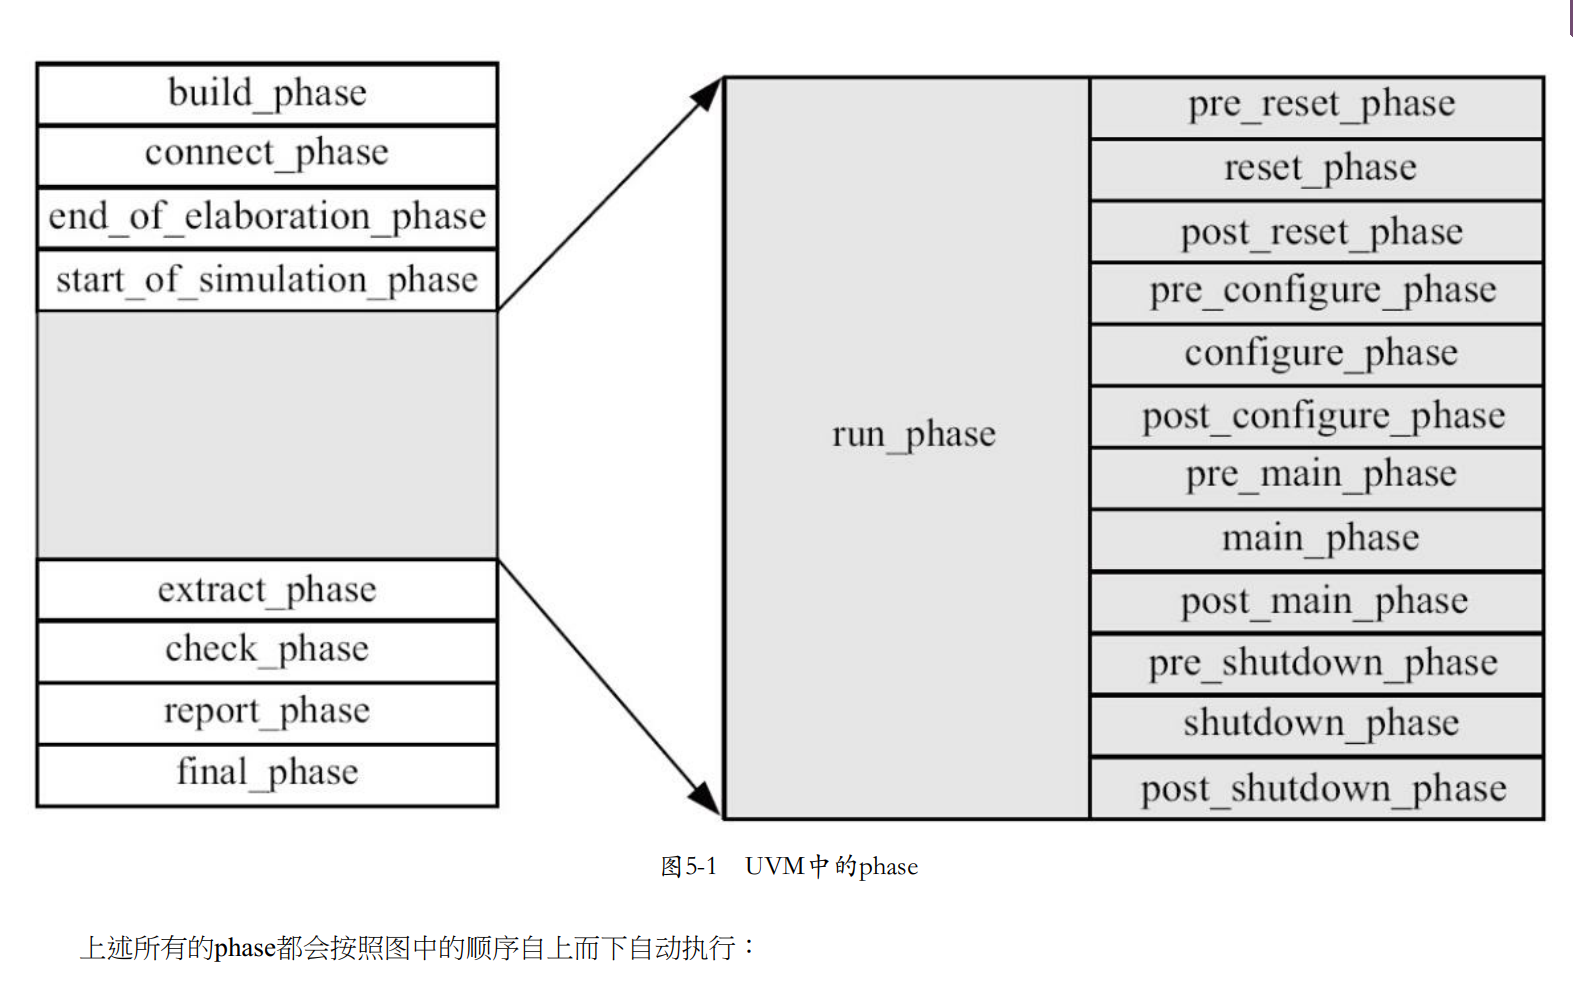 build_phase
connect_phase
end_of_elaboration_phase
start_of_simulation_phase
extract_phase
check_phase
report_phase
final_phase
run_phase
pre_reset_phase
reset_phase
post_reset_phase
pre_configure_phase
configure_phase
post_configure_phase
pre_main_phase
main_phase
post_main_phase
pre_shutdown_phase
shutdown_phase
post_shutdown_phase
图5-1 UVM中的phase
上述所有的phase都会按照图中的顺序自上而下自动执行：